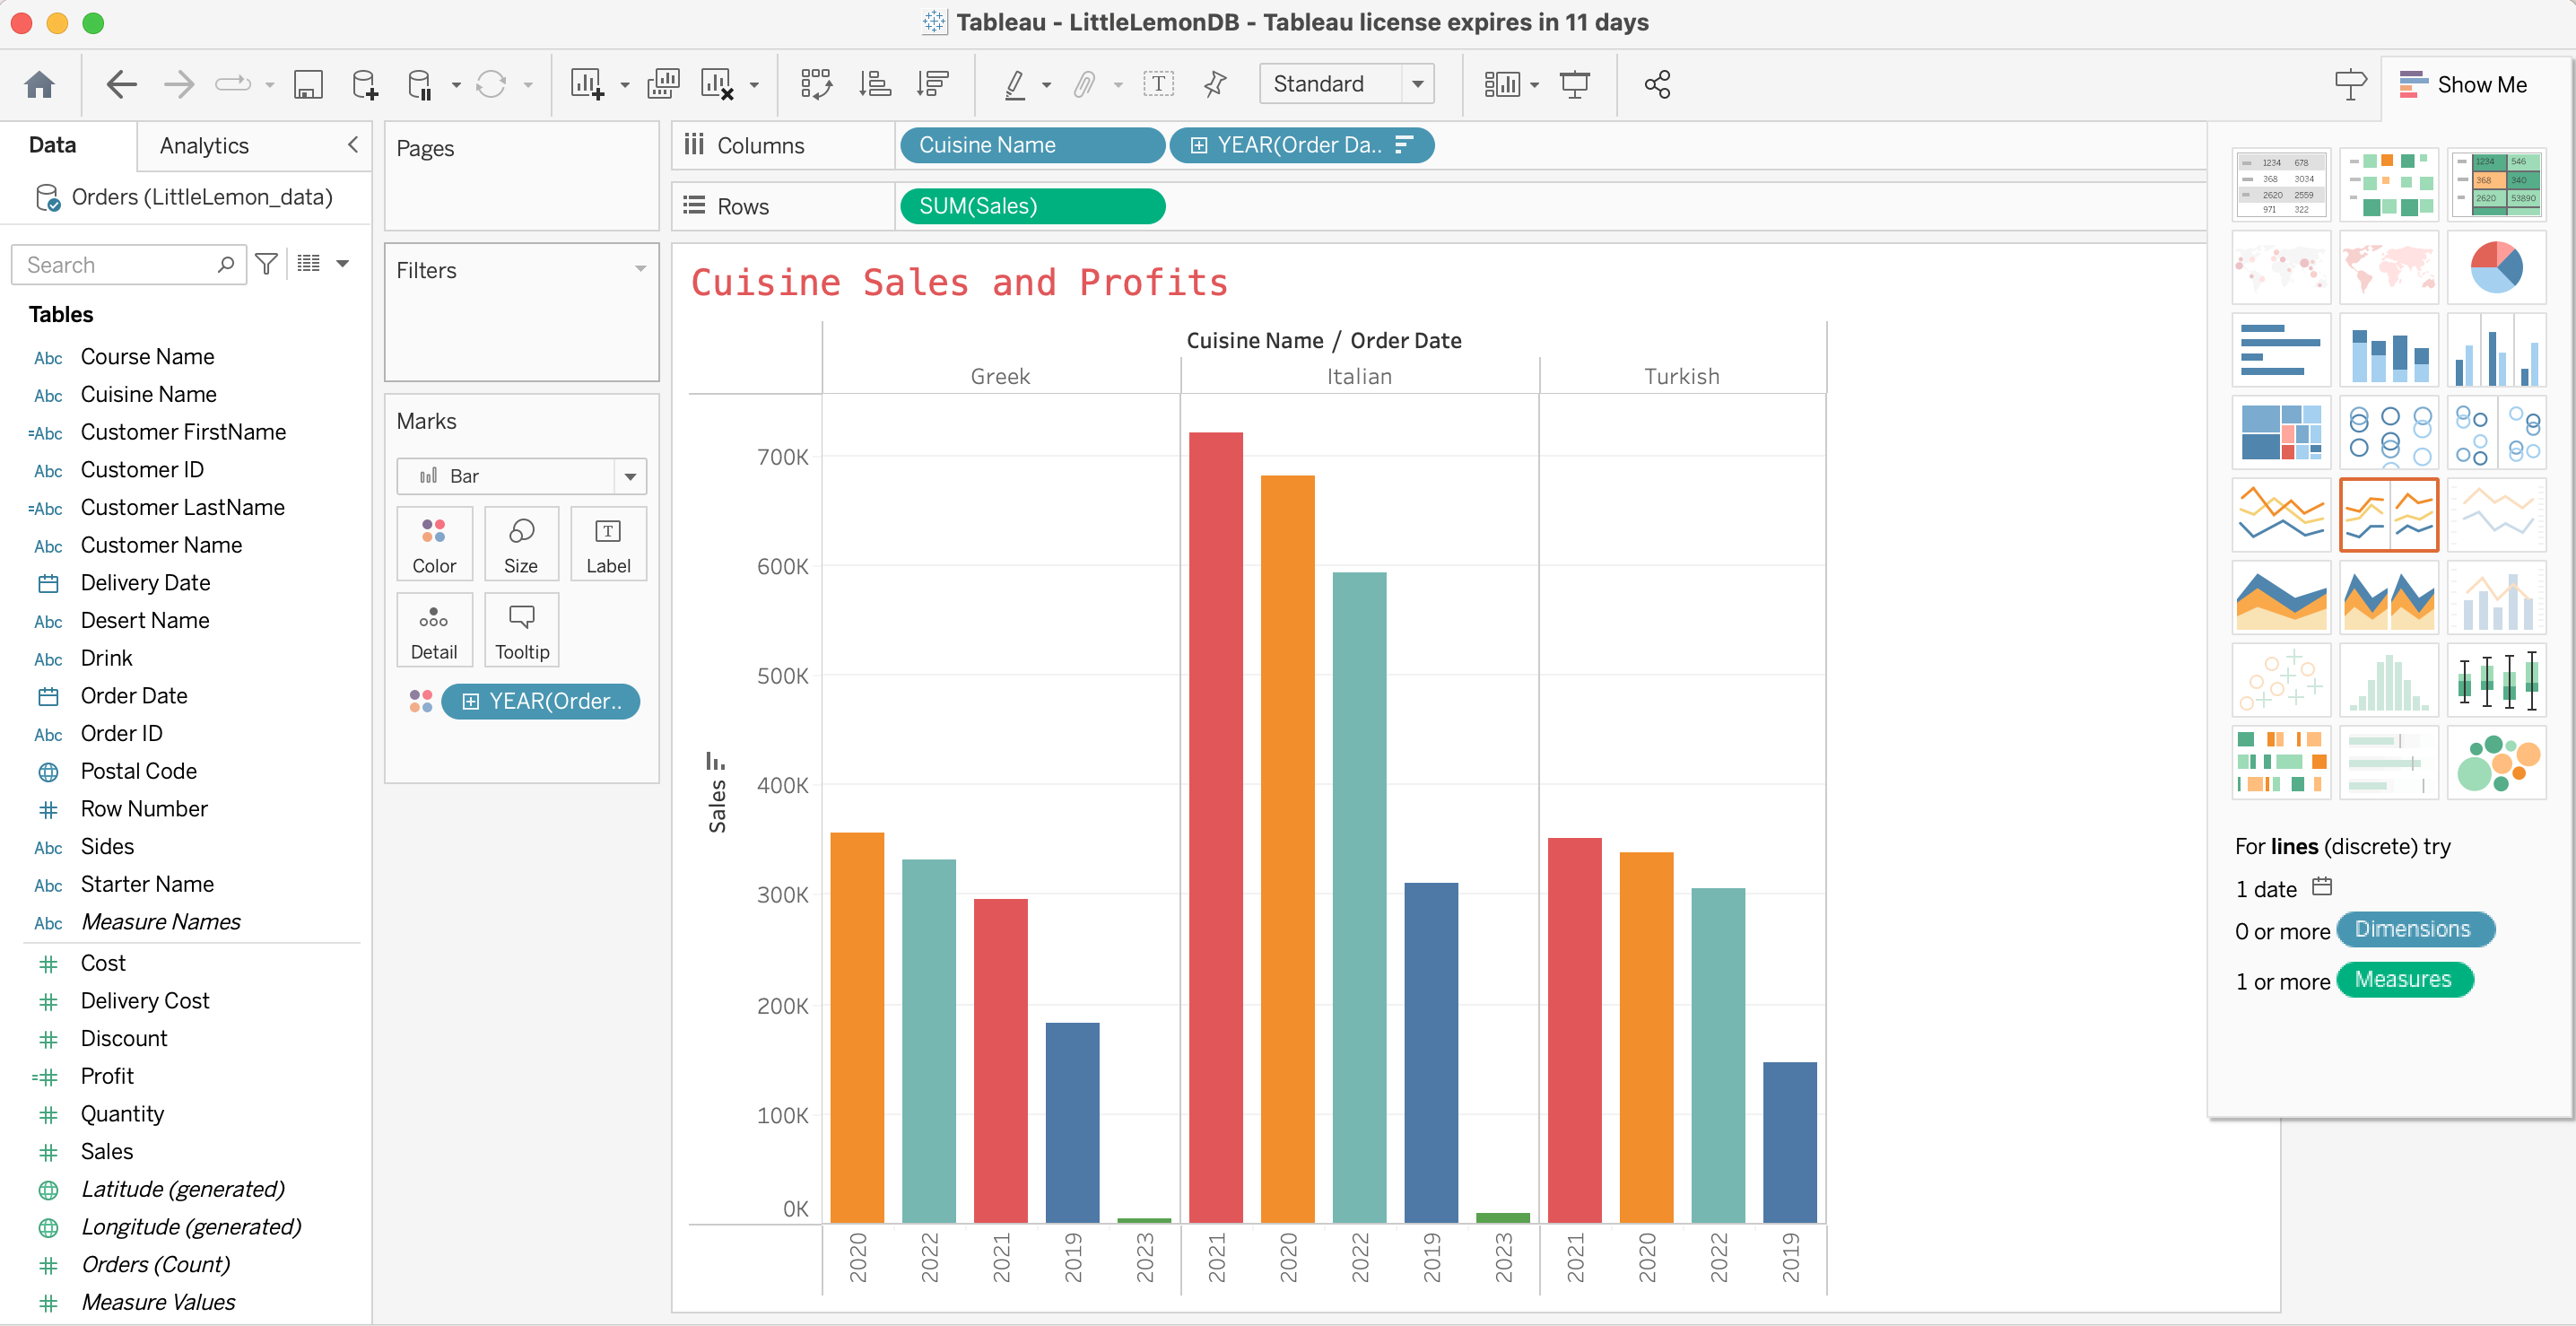 Tableau - LittleLemonDB - Tableau license expires in 11 days
Standard
Show Me
Data
Analytics
Orders (LittleLemon_data)
Search
Tables
Abc Course Name
Abc Cuisine Name
=Abc Customer FirstName
Abc Customer ID
=Abc Customer LastName
Abc Customer Name
Delivery Date
Abc Desert Name
Abc Drink
Order Date
Abc Order ID
Postal Code
# Row Number
Abc Sides
Abc Starter Name
Abc Measure Names
# Cost
# Delivery Cost
# Discount
=# Profit
# Quantity
# Sales
Latitude (generated)
Longitude (generated)
# Orders (Count)
# Measure Values
Pages
Filters
Marks
Bar
Color
Size
T
Label
Detail
Tooltip
YEAR(Order..
Columns
Cuisine Name
YEAR(Order Da..
Rows
SUM(Sales)
Cuisine Sales and Profits
Cuisine Name / Order Date
Greek Italian Turkish
Sales
700K
600K
500K
400K
300K
200K
100K
0K
2020 2022 2021 2019 2023 2021 2020 2022 2019 2023 2021 2020 2022 2019
1234 678
368 3034
2620 2559
971 322
1234 546
368 340
2620 53890
For lines (discrete) try
1 date
0 or more Dimensions
1 or more Measures